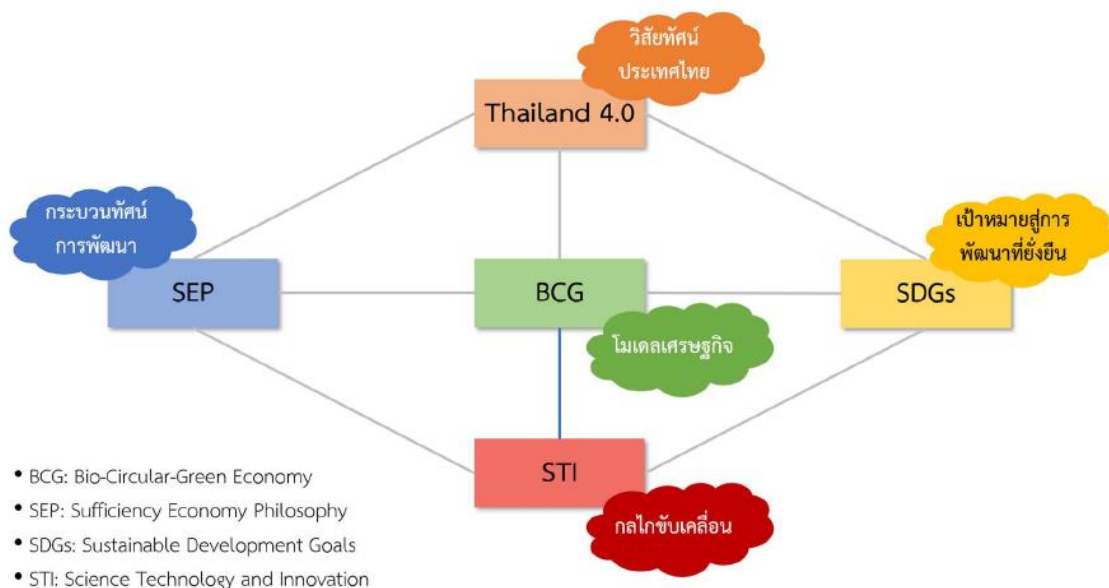 วิสัยทัศน์
ประเทศไทย
Thailand 4.0
กระบวนทัศน์
การพัฒนา
เป้าหมายสู่การ
พัฒนาที่ยั่งยืน
SEP
BCG
SDGs
โมเดลเศรษฐกิจ
STI
กลไกขับเคลื่อน
• BCG: Bio-Circular-Green Economy
• SEP: Sufficiency Economy Philosophy
• SDGs: Sustainable Development Goals
• STI: Science Technology and Innovation